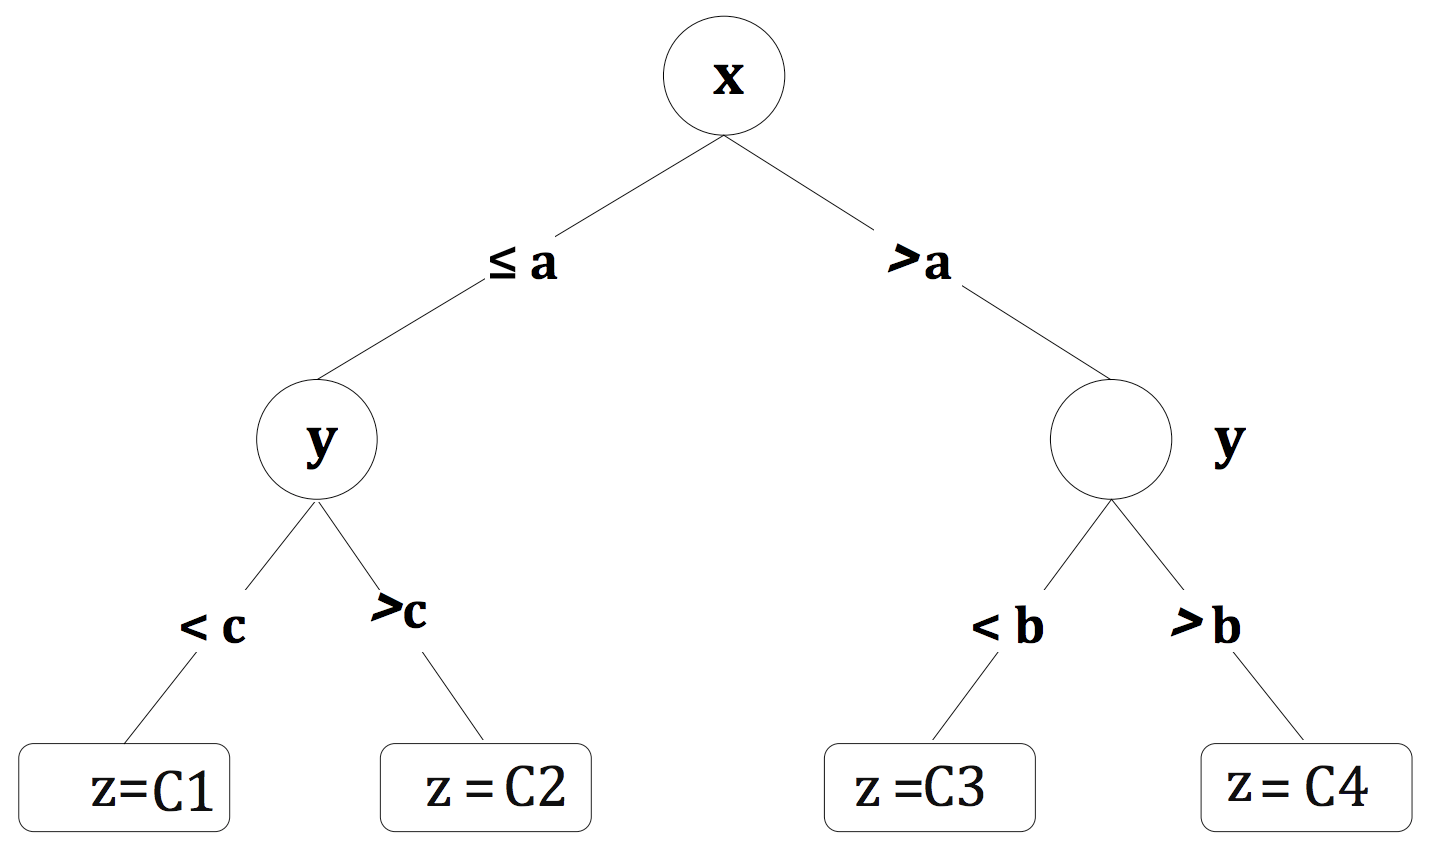 x
≤ a
>a
y
y
< c
>c
< b
>b
z=C1
z = C2
z =C3
z = C4